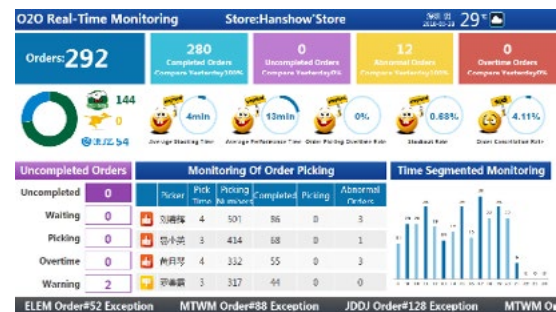 O2O Real-Time Monitoring
Store:Hanshow'Store
29
Orders:292
280
Completed Orders
Compare Yesterday100%
0
Uncompleted Orders
Compare Yesterday0%
12
Abnormal Orders
Compare Yesterday100%
0
Overtime Orders
Compare Yesterday0%
144
0
54
4min
Average Stocking Time
13min
Average Performance Time
0%
Order Picking Overtime Rate
0.68%
Stockout Rate
4.11%
Order Cancellation Rate
Uncompleted Orders
Uncompleted 0
Waiting 0
Picking 0
Overtime 0
Warning 2
Monitoring Of Order Picking
Picker Pick Time Picking Numbers Completed Picking Abnormal Orders
4 501 86 0 3
3 414 68 0 1
4 332 55 0 3
3 317 44 0 0
Time Segmented Monitoring
ELEM Order#52 Exception MTWM Order#88 Exception JDDJ Order#128 Exception MTWM